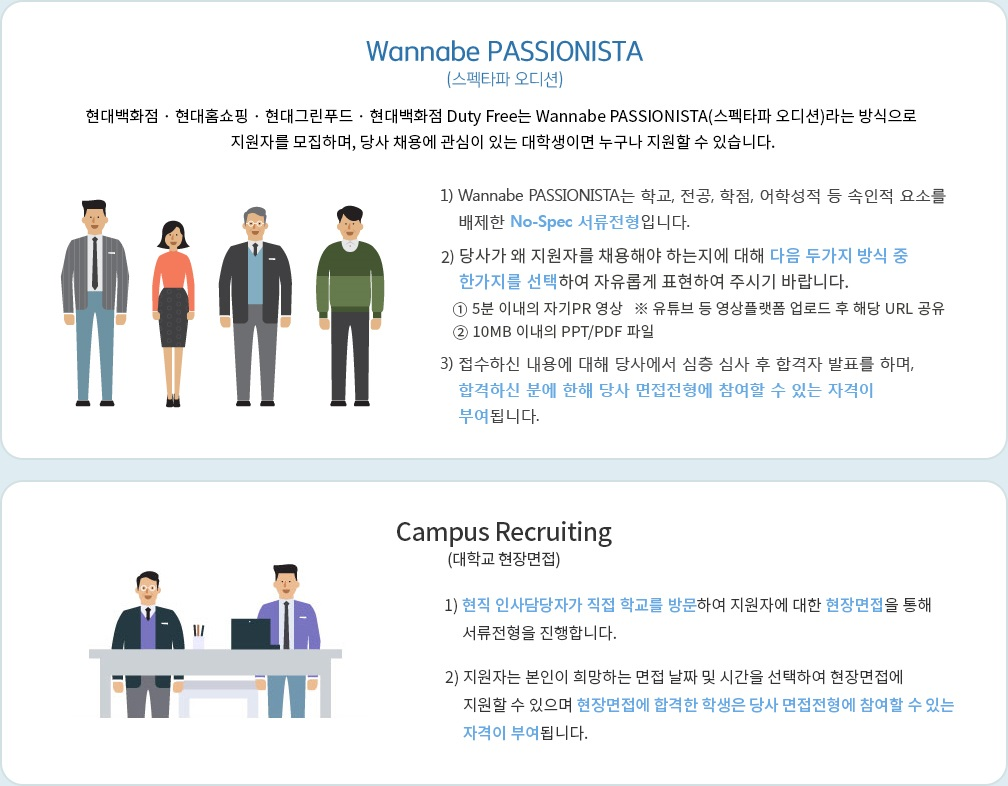 Wannabe PASSIONISTA
(스펙타파 오디션)
현대백화점 · 현대홈쇼핑 · 현대그린푸드 · 현대백화점 Duty Free는 Wannabe PASSIONISTA(스펙타파 오디션)라는 방식으로
지원자를 모집하며, 당사 채용에 관심이 있는 대학생이면 누구나 지원할 수 있습니다.
1) Wannabe PASSIONISTA는 학교, 전공, 학점, 어학성적 등 속인적 요소를
배제한 No-Spec 서류전형입니다.
2) 당사가 왜 지원자를 채용해야 하는지에 대해 다음 두가지 방식 중
한가지를 선택하여 자유롭게 표현하여 주시기 바랍니다.
① 5분 이내의 자기PR 영상 ※ 유튜브 등 영상플랫폼 업로드 후 해당 URL 공유
② 10MB 이내의 PPT/PDF 파일
3) 접수하신 내용에 대해 당사에서 심층 심사 후 합격자 발표를 하며,
합격하신 분에 한해 당사 면접전형에 참여할 수 있는 자격이
부여됩니다.
Campus Recruiting
(대학교 현장면접)
1) 현직 인사담당자가 직접 학교를 방문하여 지원자에 대한 현장면접을 통해
서류전형을 진행합니다.
2) 지원자는 본인이 희망하는 면접 날짜 및 시간을 선택하여 현장면접에
지원할 수 있으며 현장면접에 합격한 학생은 당사 면접전형에 참여할 수 있는
자격이 부여됩니다.